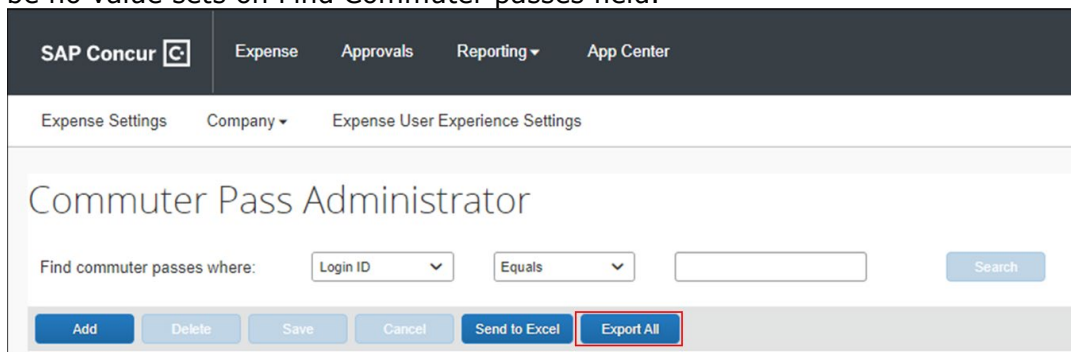 be no value sets on Find Commuter passes field.
SAP Concur C Expense Approvals Reporting App Center
Expense Settings Company Expense User Experience Settings
Commuter Pass Administrator
Find commuter passes where: Login ID Equals Search
Add Delete Save Cancel Send to Excel Export All